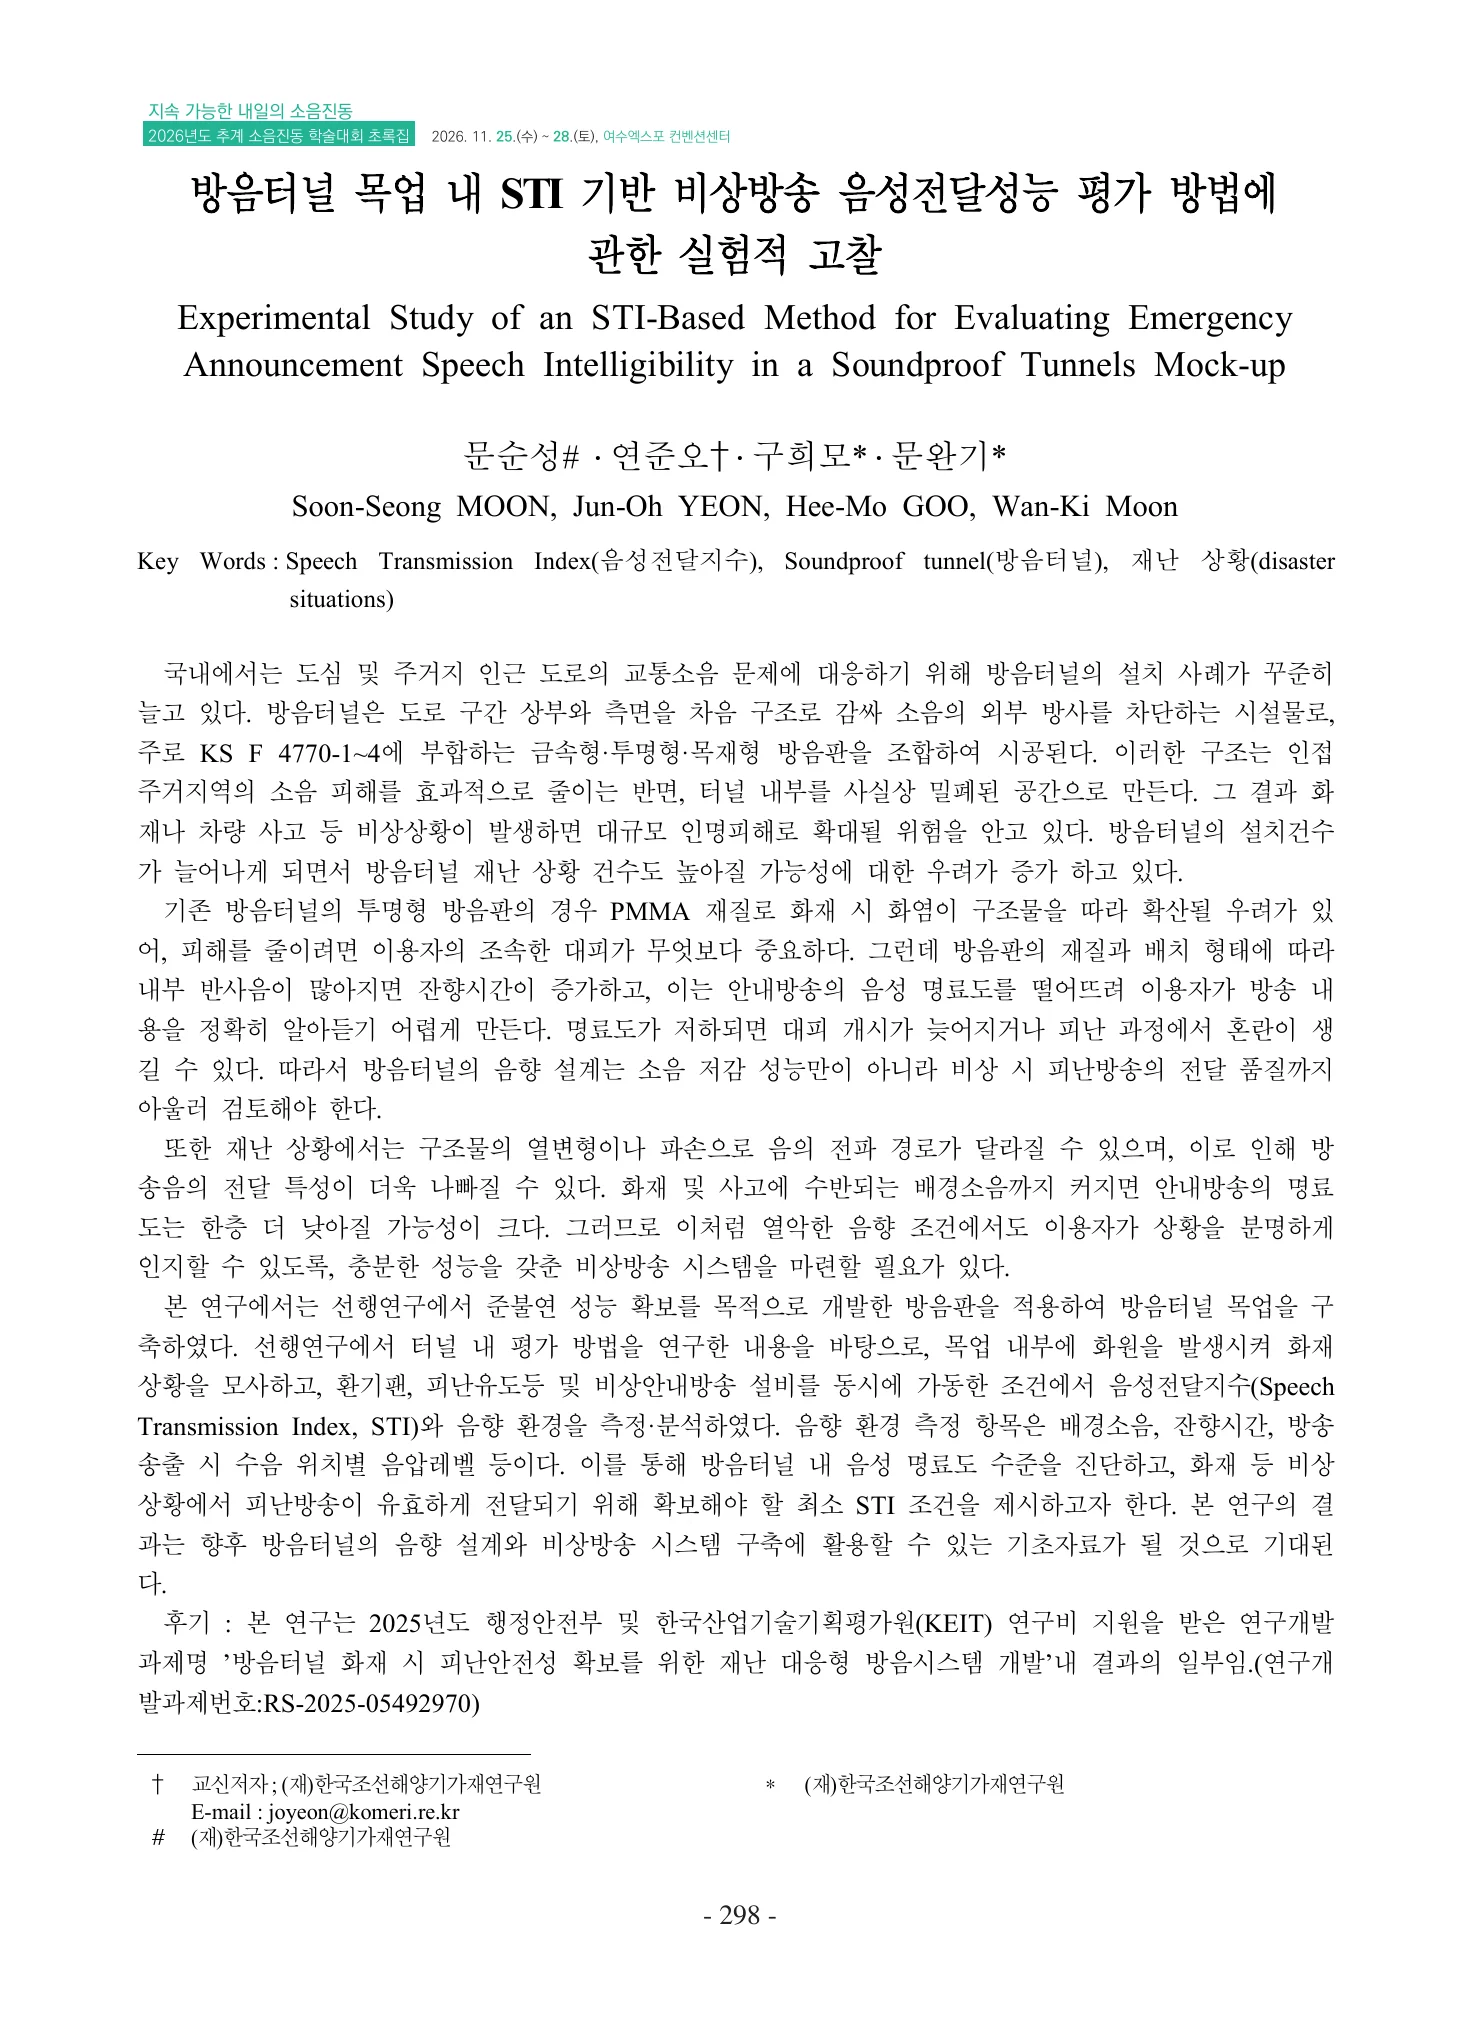 지속 가능한 내일의 소음진동
2026년도 추계 소음진동 학술대회 초록집 2026. 11. 25.(수) ~ 28.(토), 여수엑스포 컨벤션센터
방음터널 목업 내 STI 기반 비상방송 음성전달성능 평가 방법에
관한 실험적 고찰
Experimental Study of an STI-Based Method for Evaluating Emergency
Announcement Speech Intelligibility in a Soundproof Tunnels Mock-up
문순성# · 연준오† · 구희모* · 문완기*
Soon-Seong MOON, Jun-Oh YEON, Hee-Mo GOO, Wan-Ki Moon
Key Words : Speech Transmission Index(음성전달지수), Soundproof tunnel(방음터널), 재난 상황(disaster
situations)
국내에서는 도심 및 주거지 인근 도로의 교통소음 문제에 대응하기 위해 방음터널의 설치 사례가 꾸준히
늘고 있다. 방음터널은 도로 구간 상부와 측면을 차음 구조로 감싸 소음의 외부 방사를 차단하는 시설물로,
주로 KS F 4770-1~4에 부합하는 금속형·투명형·목재형 방음판을 조합하여 시공된다. 이러한 구조는 인접
주거지역의 소음 피해를 효과적으로 줄이는 반면, 터널 내부를 사실상 밀폐된 공간으로 만든다. 그 결과 화
재나 차량 사고 등 비상상황이 발생하면 대규모 인명피해로 확대될 위험을 안고 있다. 방음터널의 설치건수
가 늘어나게 되면서 방음터널 재난 상황 건수도 높아질 가능성에 대한 우려가 증가 하고 있다.
기존 방음터널의 투명형 방음판의 경우 PMMA 재질로 화재 시 화염이 구조물을 따라 확산될 우려가 있
어, 피해를 줄이려면 이용자의 조속한 대피가 무엇보다 중요하다. 그런데 방음판의 재질과 배치 형태에 따라
내부 반사음이 많아지면 잔향시간이 증가하고, 이는 안내방송의 음성 명료도를 떨어뜨려 이용자가 방송 내
용을 정확히 알아듣기 어렵게 만든다. 명료도가 저하되면 대피 개시가 늦어지거나 피난 과정에서 혼란이 생
길 수 있다. 따라서 방음터널의 음향 설계는 소음 저감 성능만이 아니라 비상 시 피난방송의 전달 품질까지
아울러 검토해야 한다.
또한 재난 상황에서는 구조물의 열변형이나 파손으로 음의 전파 경로가 달라질 수 있으며, 이로 인해 방
송음의 전달 특성이 더욱 나빠질 수 있다. 화재 및 사고에 수반되는 배경소음까지 커지면 안내방송의 명료
도는 한층 더 낮아질 가능성이 크다. 그러므로 이처럼 열악한 음향 조건에서도 이용자가 상황을 분명하게
인지할 수 있도록, 충분한 성능을 갖춘 비상방송 시스템을 마련할 필요가 있다.
본 연구에서는 선행연구에서 준불연 성능 확보를 목적으로 개발한 방음판을 적용하여 방음터널 목업을 구
축하였다. 선행연구에서 터널 내 평가 방법을 연구한 내용을 바탕으로, 목업 내부에 화원을 발생시켜 화재
상황을 모사하고, 환기팬, 피난유도등 및 비상안내방송 설비를 동시에 가동한 조건에서 음성전달지수(Speech
Transmission Index, STI)와 음향 환경을 측정·분석하였다. 음향 환경 측정 항목은 배경소음, 잔향시간, 방송
송출 시 수음 위치별 음압레벨 등이다. 이를 통해 방음터널 내 음성 명료도 수준을 진단하고, 화재 등 비상
상황에서 피난방송이 유효하게 전달되기 위해 확보해야 할 최소 STI 조건을 제시하고자 한다. 본 연구의 결
과는 향후 방음터널의 음향 설계와 비상방송 시스템 구축에 활용할 수 있는 기초자료가 될 것으로 기대된
다.
후기 : 본 연구는 2025년도 행정안전부 및 한국산업기술기획평가원(KEIT) 연구비 지원을 받은 연구개발
과제명 ’방음터널 화재 시 피난안전성 확보를 위한 재난 대응형 방음시스템 개발’내 결과의 일부임.(연구개
발과제번호:RS-2025-05492970)
† 교신저자 ; (재)한국조선해양기가재연구원
E-mail : joyeon@komeri.re.kr
# (재)한국조선해양기가재연구원
* (재)한국조선해양기가재연구원
- 298 -